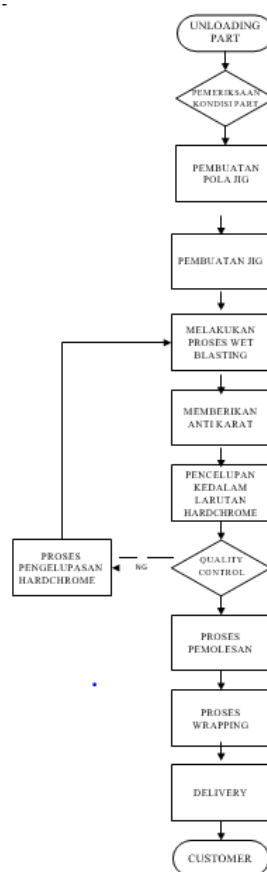 UNLOADING
PART
PEMERIKSAAN
KONDISI PART
PEMBUATAN
POLA JIG
PEMBUATAN JIG
MELAKUKAN
PROSES WET
BLASTING
MEMBERIKAN
ANTI KARAT
PENCELUPAN
KEDALAM
LARUTAN
HARDCHROME
QUALITY
CONTROL
NG
PROSES
PENGELUPASAN
HARDCHROME
PROSES
PEMOLESAN
PROSES
WRAPPING
DELIVERY
CUSTOMER